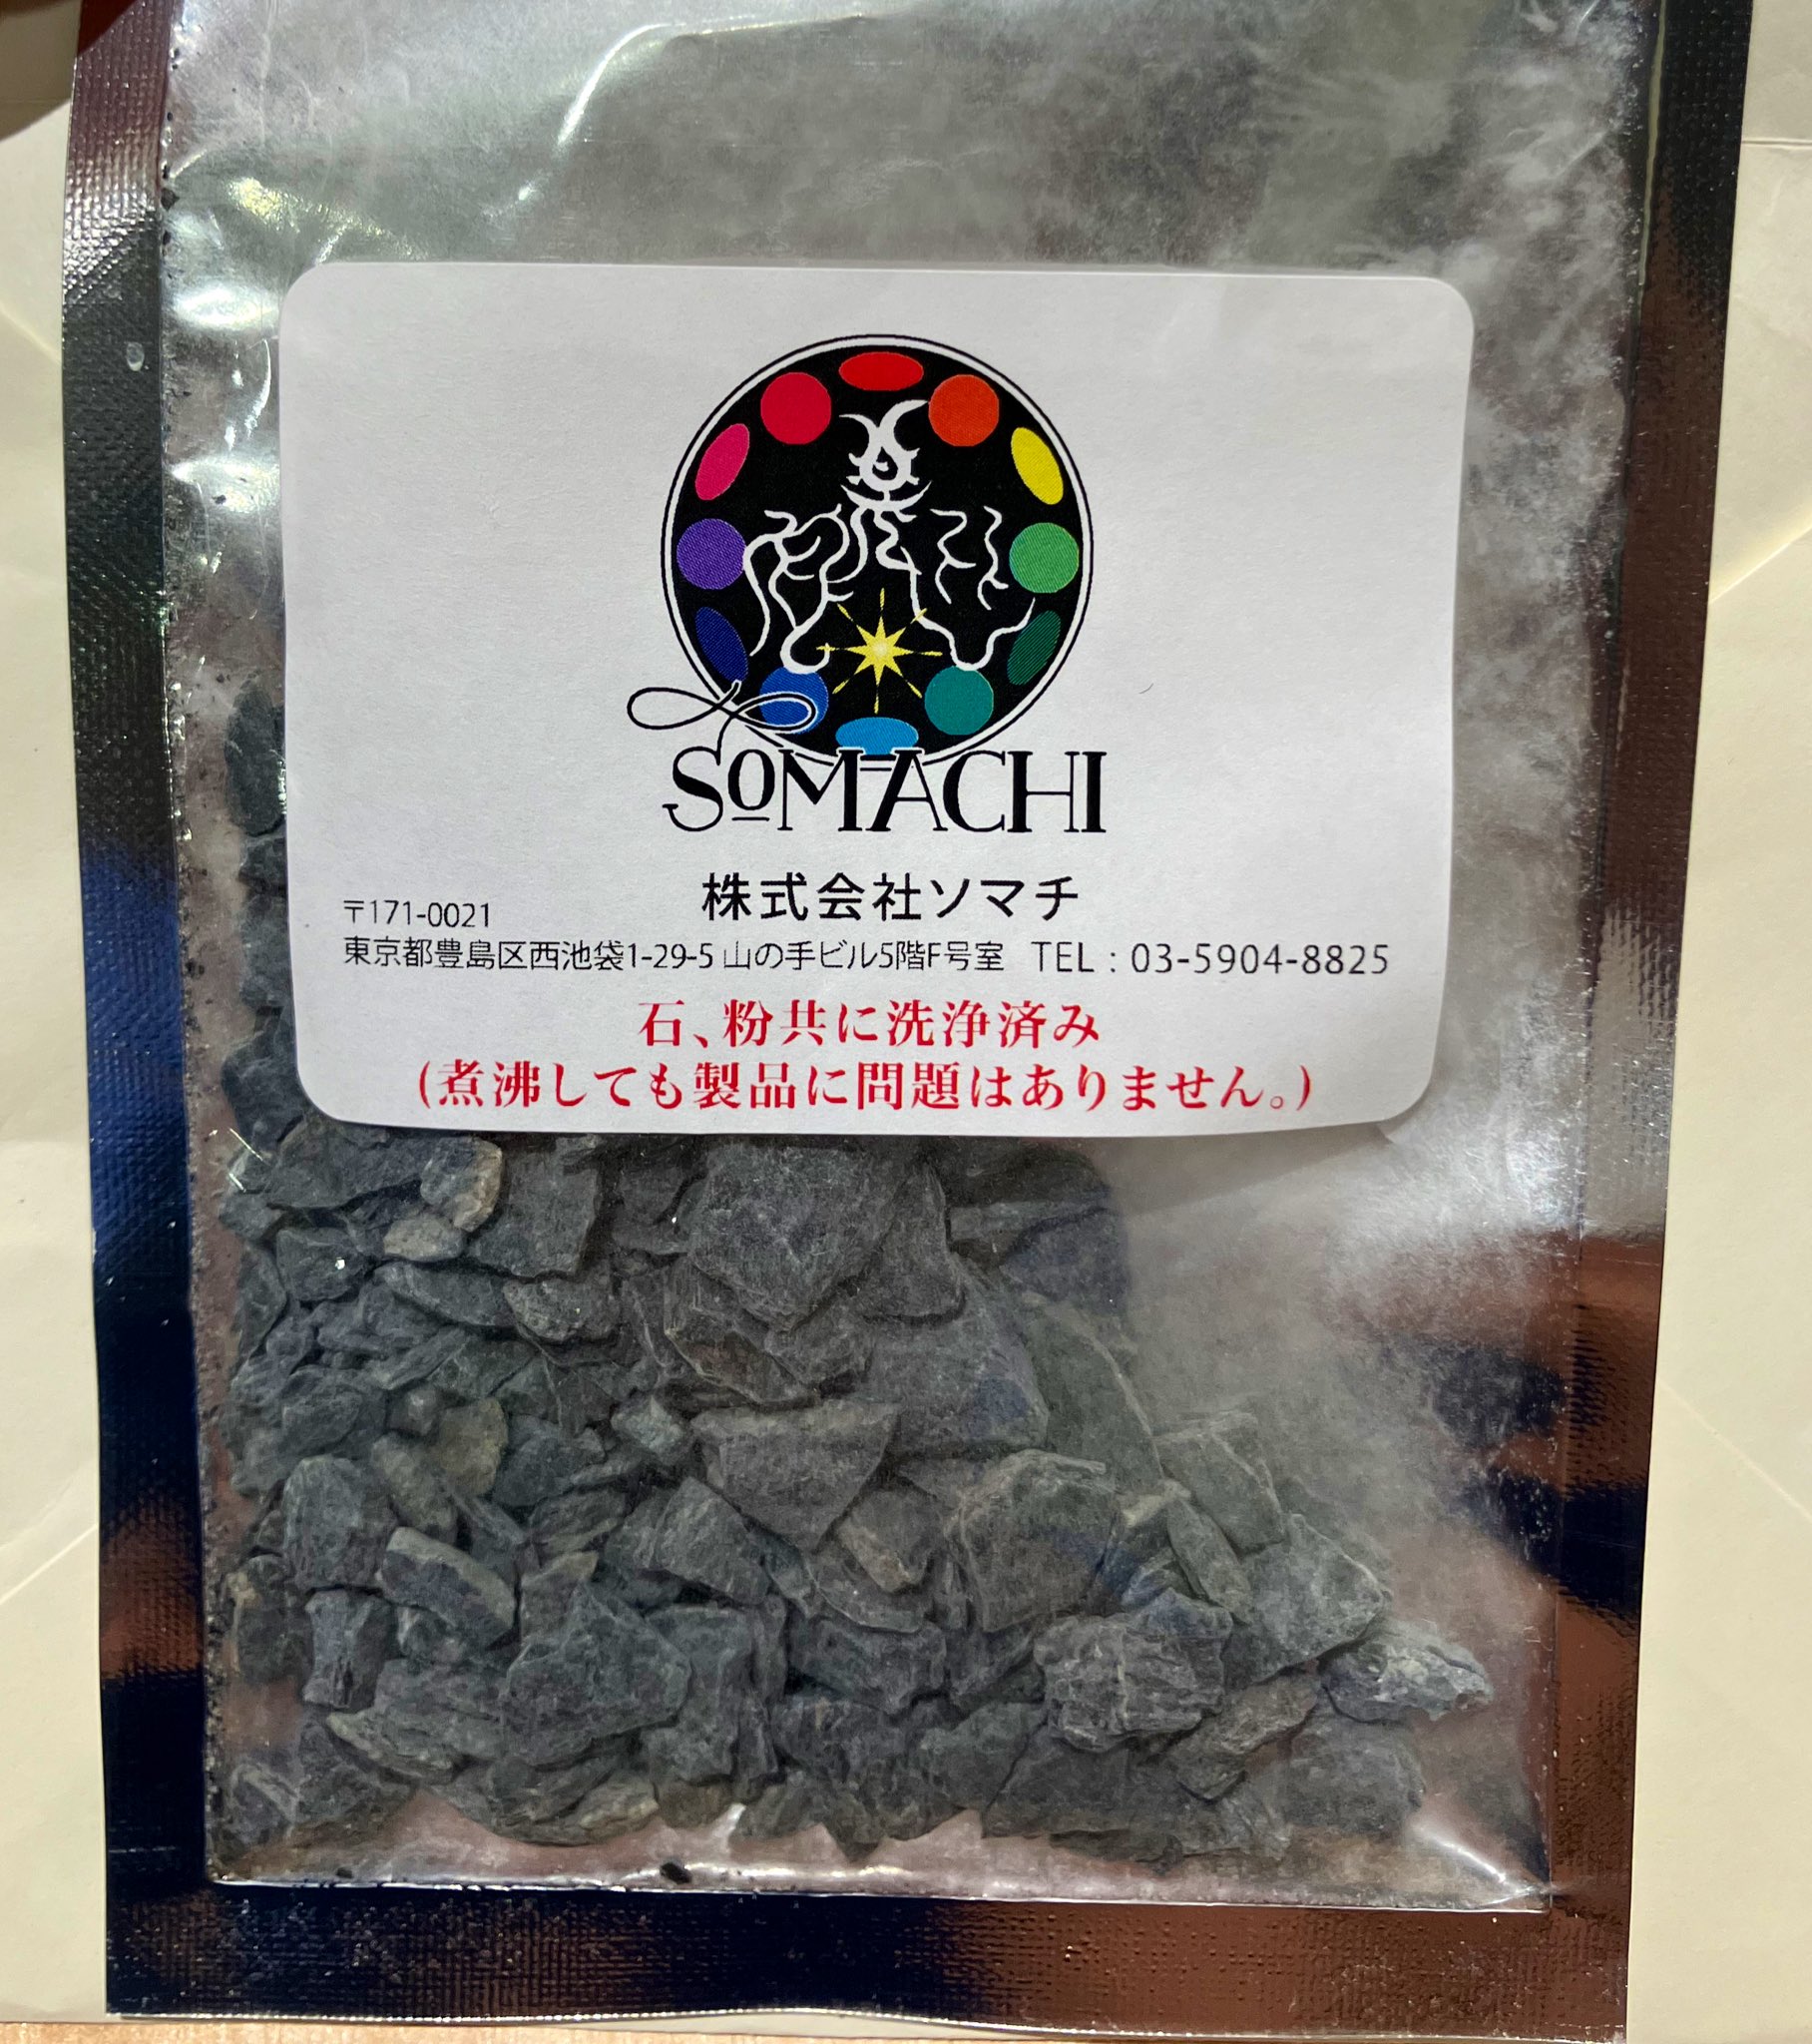 SoMACHI
株式会社ソマチ
〒171-0021
東京都豊島区西池袋1-29-5 山の手ビル5階F号室 TEL : 03-5904-8825
石、粉共に洗浄済み
(煮沸しても製品に問題はありません。)